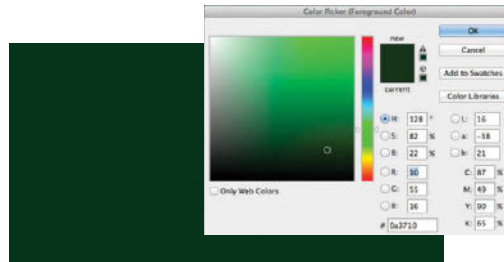 Color Picker (Foreground Color)
new
current
OK
Cancel
Add to Swatches
Color Libraries
H: 128 °
S: 82 %
B: 22 %
R: 10
G: 55
B: 16
L: 16
a: -18
b: 21
C: 87 %
M: 49 %
Y: 90 %
K: 65 %
# 0a3710
Only Web Colors